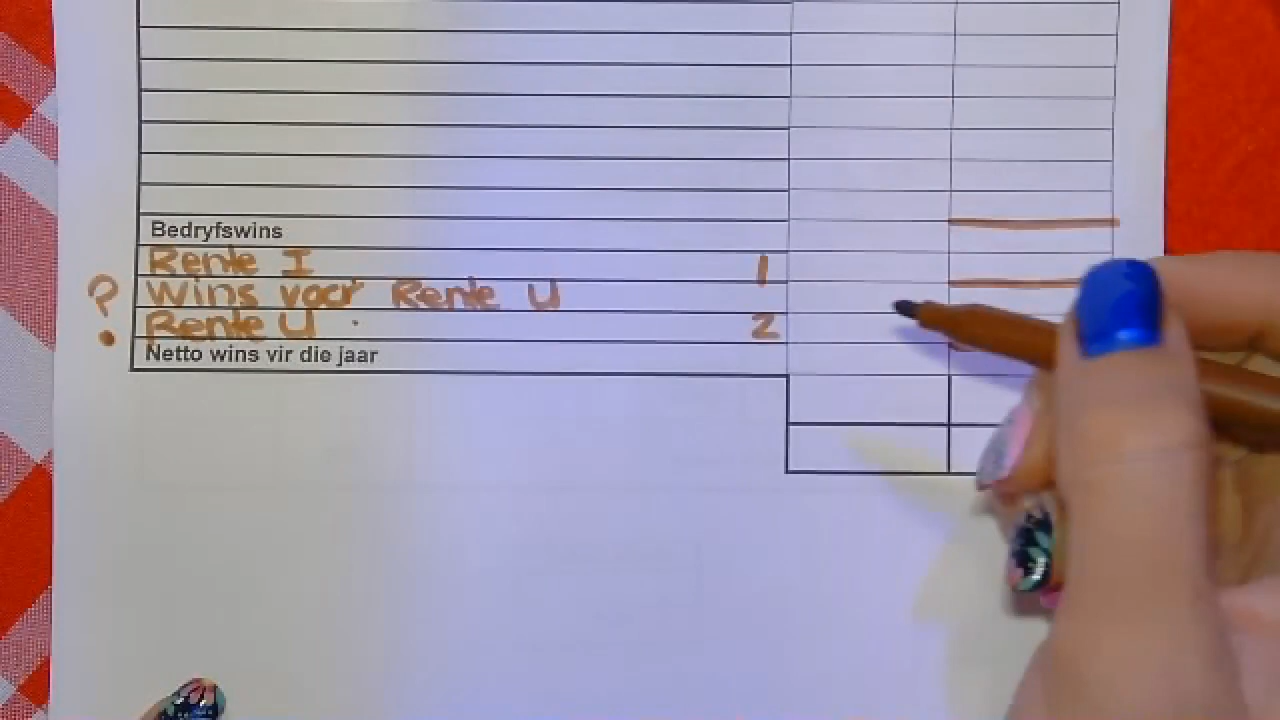 Bedryfswins
Rente I 1
? Wins voor Rente U
Rente U 2
Netto wins vir die jaar